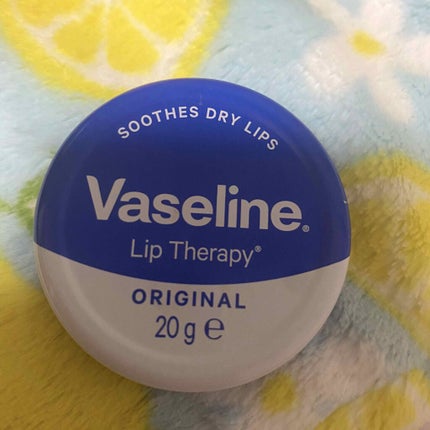 SOOTHES DRY LIPS
Vaseline®
Lip Therapy®
ORIGINAL
20 g ℮